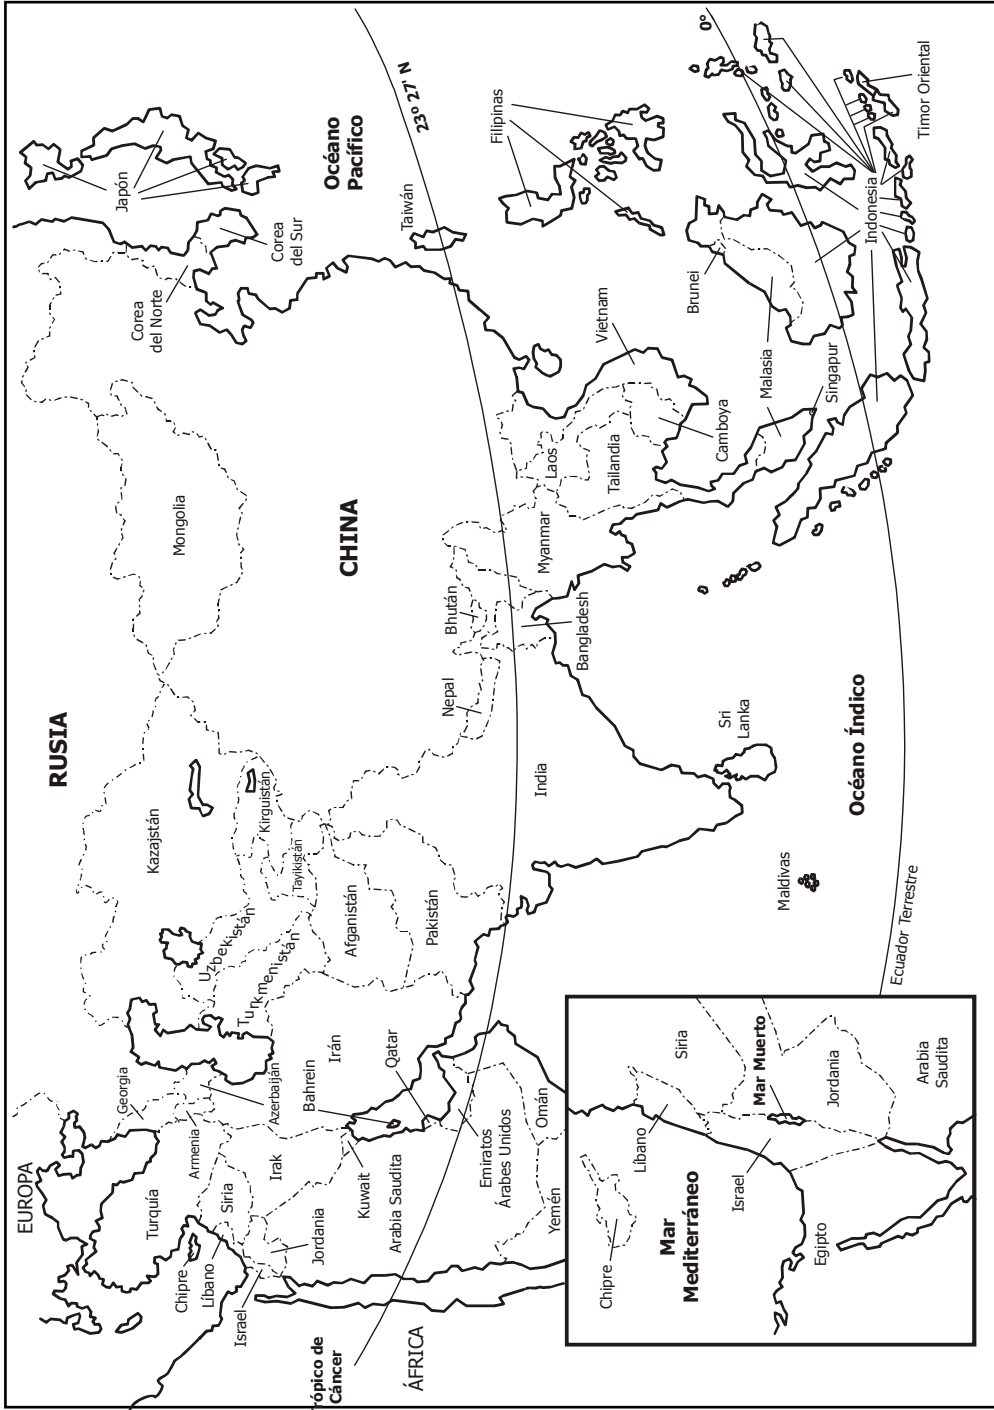 EUROPA
RUSIA
Georgia
Kazajstán
Japón
Turquía
Armenia
Azerbaiján
Mongolia
Corea
del Norte
Corea
del Sur
Chipre
Líbano
Siria
Uzbekistán
Kirguistán
Israel
Irak
Turkmenistán
Tayikistán
Jordania
Bahrein
Irán
Afganistán
CHINA
Océano
Pacífico
rópico de
Cáncer
Kuwait
Qatar
Pakistán
Taiwán
23º 27' N
ÁFRICA
Arabia Saudita
Emiratos
Árabes Unidos
Nepal
Bhután
Filipinas
Yemén
Omán
India
Bangladesh
Myanmar
Laos
Tailandia
Vietnam
Camboya
Brunei
0º
Sri
Lanka
Malasia
Singapur
Maldivas
Océano Índico
Indonesia
Ecuador Terrestre
Timor Oriental
Chipre
Mar
Mediterráneo
Líbano
Siria
Israel
Mar Muerto
Egipto
Jordania
Arabia
Saudita